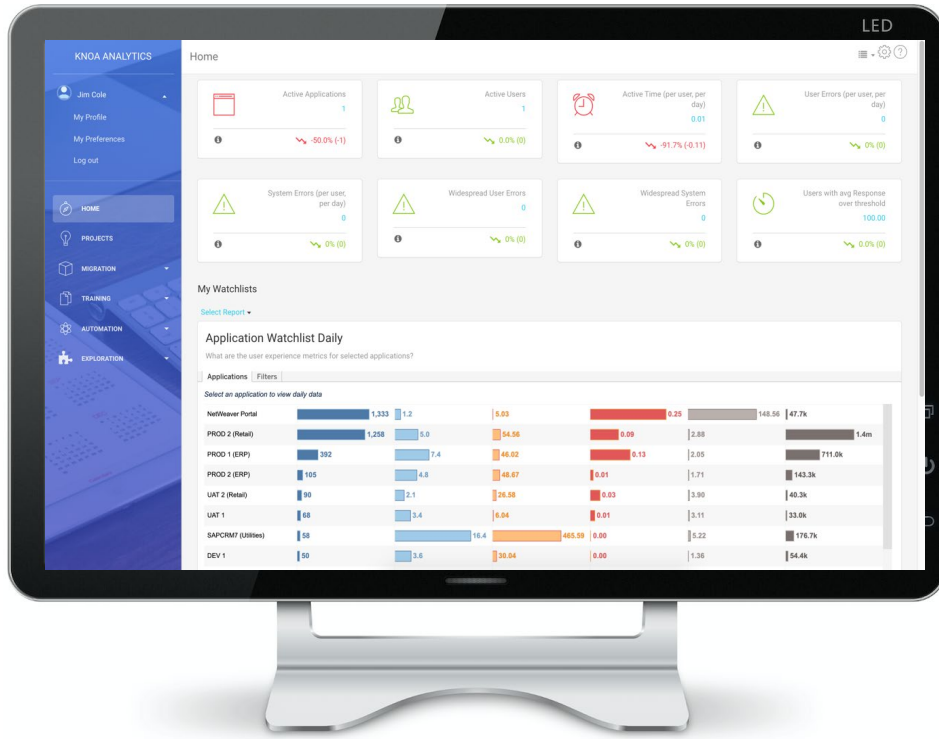 LED
KNOA ANALYTICS
Jim Cole
My Profile
My Preferences
Log out
HOME
PROJECTS
MIGRATION
TRAINING
AUTOMATION
EXPLORATION
Home
Active Applications
1
-50.0% (-1)
Active Users
1
0.0% (0)
Active Time (per user, per
day)
0.01
-91.7% (-0.11)
User Errors (per user, per
day)
0
0% (0)
System Errors (per user,
per day)
0
0% (0)
Widespread User Errors
0
0% (0)
Widespread System
Errors
0
0% (0)
Users with avg Response
over threshold
100.00
0.0% (0)
My Watchlists
Select Report
Application Watchlist Daily
What are the user experience metrics for selected applications?
Applications Filters
Select an application to view daily data
NetWeaver Portal 1,333 1.2 5.03 0.25 148.56 47.7k
PROD 2 (Retail) 1,258 5.0 54.56 0.09 2.88 1.4m
PROD 1 (ERP) 392 7.4 46.02 0.13 2.05 711.0k
PROD 2 (ERP) 105 4.8 48.67 0.01 1.71 143.3k
UAT 2 (Retail) 90 2.1 26.58 0.03 3.90 40.3k
UAT 1 68 3.4 6.04 0.01 3.11 33.0k
SAPCRM7 (Utilities) 58 16.4 465.59 0.00 5.22 176.7k
DEV 1 50 3.6 30.04 0.00 1.36 54.4k